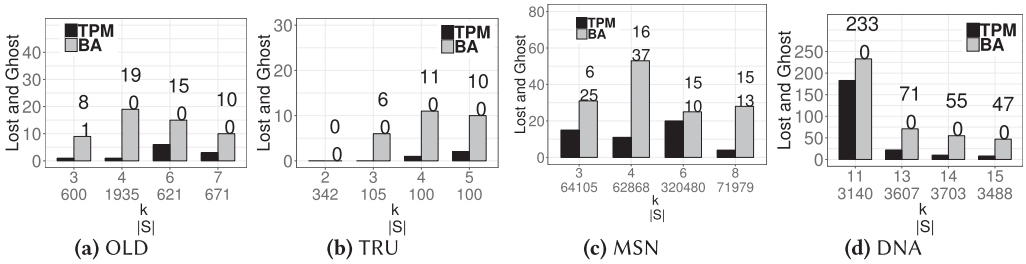 Lost and Ghost
50
40
30
20
10
0
TPM
BA
8
1
19
0
15
0
10
0
3 4 6 7
600 1935 621 671
k
|S|
(a) OLD
Lost and Ghost
30
20
10
0
TPM
BA
0
0
6
0
11
0
10
0
2 3 4 5
342 105 100 100
k
|S|
(b) TRU
Lost and Ghost
80
60
40
20
0
TPM
BA
6
25
16
37
15
10
15
13
3 4 6 8
64105 62868 320480 71979
k
|S|
(c) MSN
Lost and Ghost
250
200
150
100
50
0
TPM
BA
233
0
71
0
55
0
47
0
11 13 14 15
3140 3607 3703 3488
k
|S|
(d) DNA